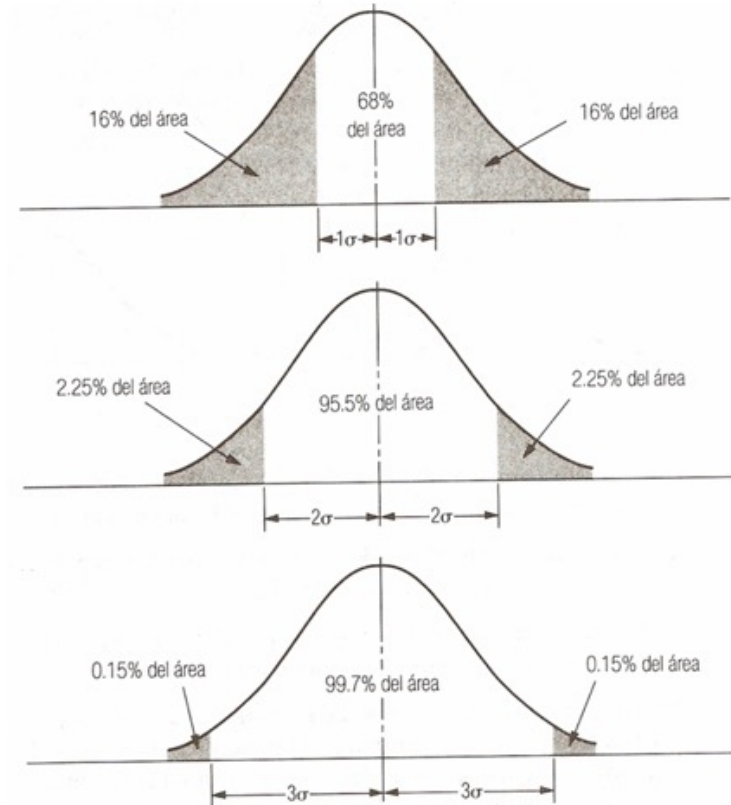 68%
del área
16% del área
16% del área
1σ
1σ
2.25% del área
2.25% del área
95.5% del área
2σ
2σ
0.15% del área
0.15% del área
99.7% del área
3σ
3σ